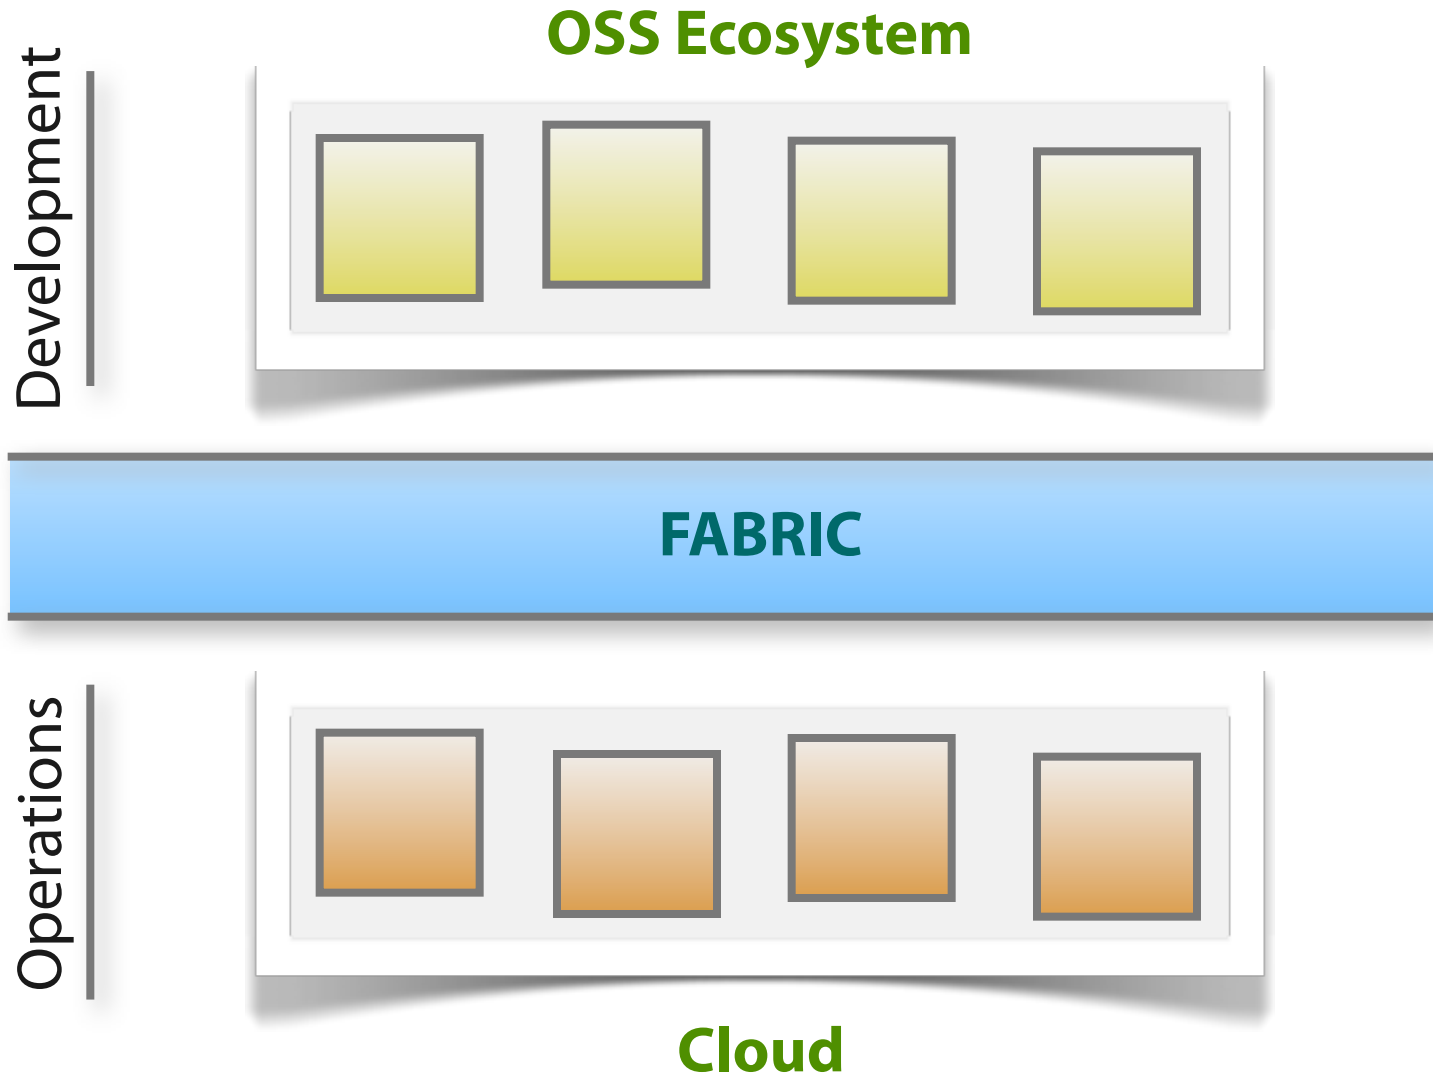 OSS Ecosystem
Development
FABRIC
Operations
Cloud